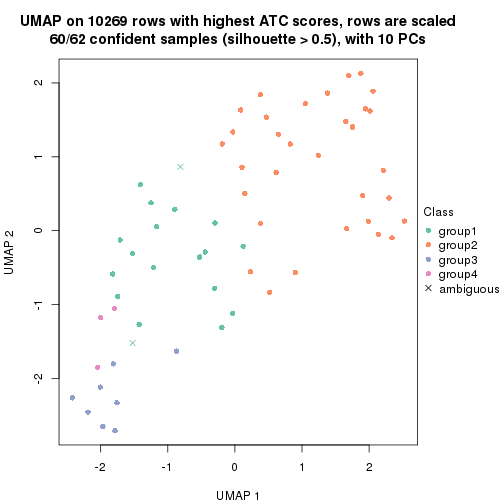 UMAP on 10269 rows with highest ATC scores, rows are scaled
60/62 confident samples (silhouette > 0.5), with 10 PCs
2
1
0
-1
-2
UMAP 2
-2
-1
0
1
2
UMAP 1
Class
group1
group2
group3
group4
ambiguous